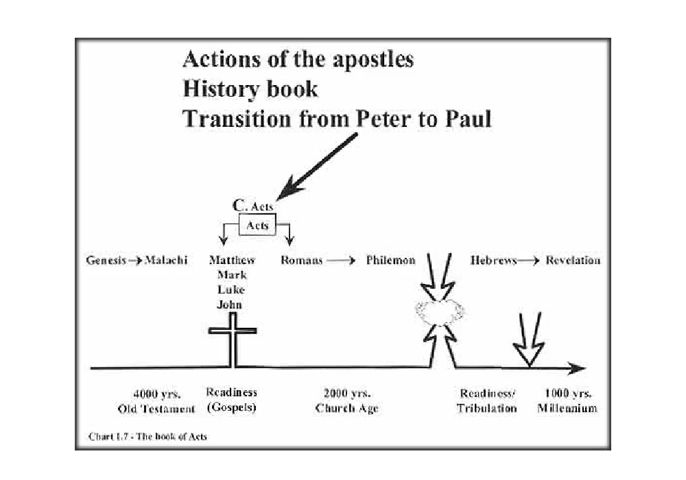 Actions of the apostles
History book
Transition from Peter to Paul
C. Acts
Acts
Genesis → Malachi
Matthew
Mark
Luke
John
Romans → Philemon
Hebrews → Revelation
4000 yrs.
Old Testament
Readiness
(Gospels)
2000 yrs.
Church Age
Readiness/
Tribulation
1000 yrs.
Millennium
Chart 1.7 - The book of Acts